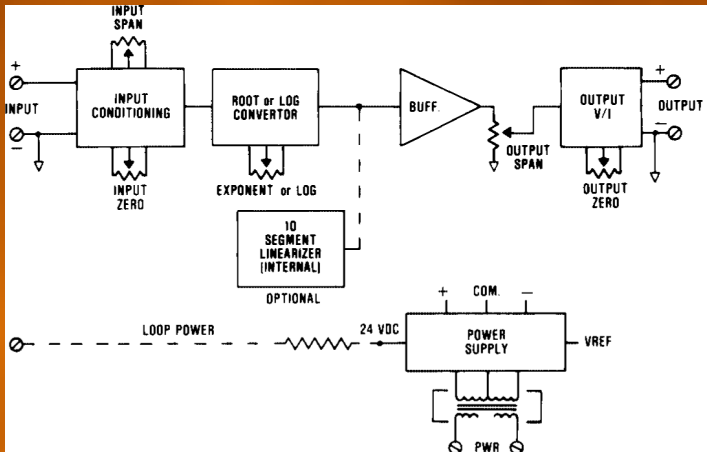 INPUT
SPAN
+
INPUT
−
INPUT
CONDITIONING
INPUT
ZERO
ROOT or LOG
CONVERTOR
EXPONENT or LOG
10
SEGMENT
LINEARIZER
(INTERNAL)
OPTIONAL
BUFF.
OUTPUT
SPAN
OUTPUT
V/I
OUTPUT
ZERO
+
OUTPUT
−
LOOP POWER
24 VDC
+ COM. −
POWER
SUPPLY
VREF
PWR